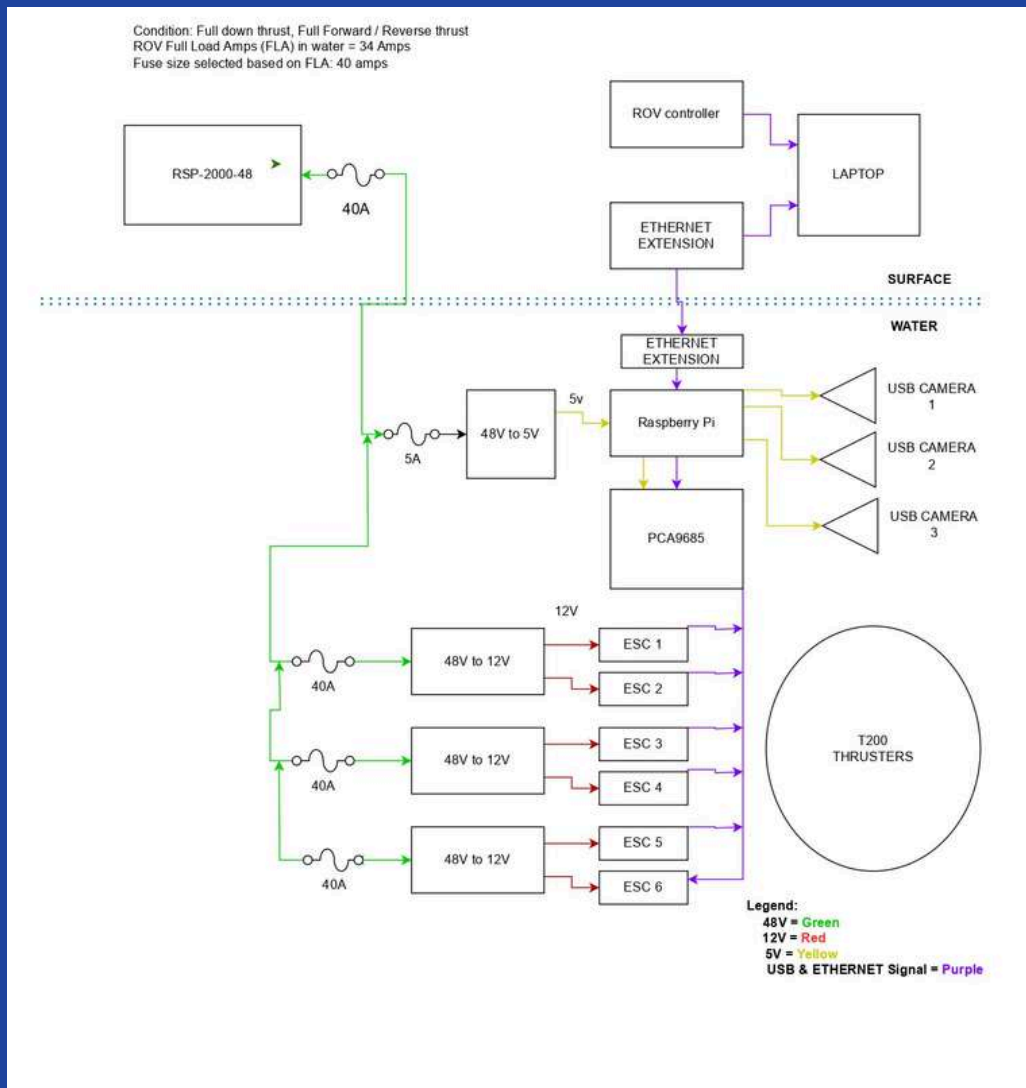 Condition: Full down thrust, Full Forward / Reverse thrust
ROV Full Load Amps (FLA) in water = 34 Amps
Fuse size selected based on FLA: 40 amps
RSP-2000-48
40A
ROV controller
LAPTOP
ETHERNET
EXTENSION
SURFACE
WATER
ETHERNET
EXTENSION
5A
48V to 5V
5v
Raspberry Pi
USB CAMERA
1
USB CAMERA
2
USB CAMERA
3
PCA9685
12V
40A
48V to 12V
ESC 1
ESC 2
40A
48V to 12V
ESC 3
ESC 4
40A
48V to 12V
ESC 5
ESC 6
T200
THRUSTERS
Legend:
48V = Green
12V = Red
5V = Yellow
USB & ETHERNET Signal = Purple